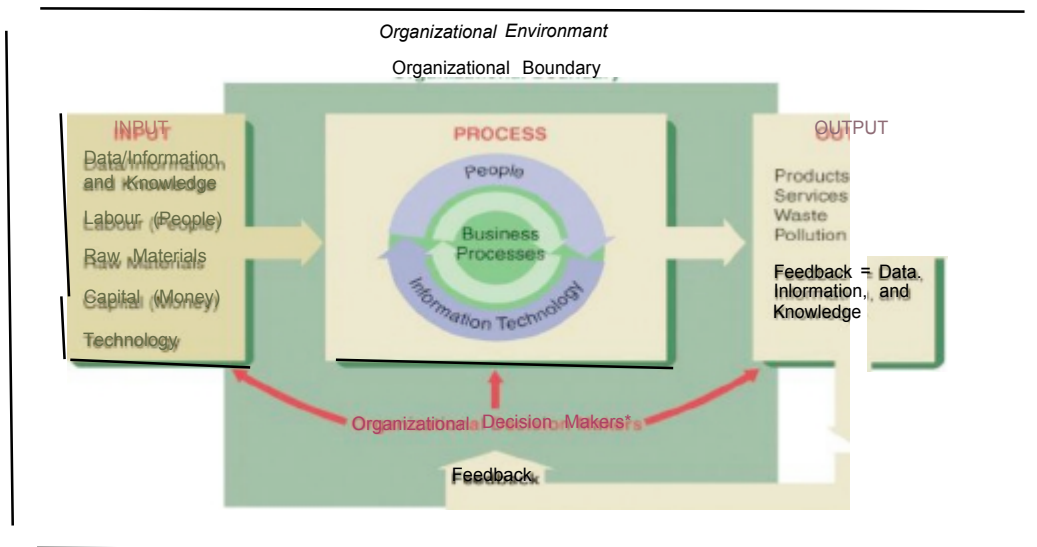 Organizational Environmant
Organizational Boundary
INPUT
Data/Information
and Knowledge
Labour (People)
Raw Materials
Capital (Money)
Technology
PROCESS
People
Business
Processes
Information Technology
OUTPUT
Products
Services
Waste
Pollution
Feedback = Data.
Information, and
Knowledge
Organizational Decision Makers*
Feedback